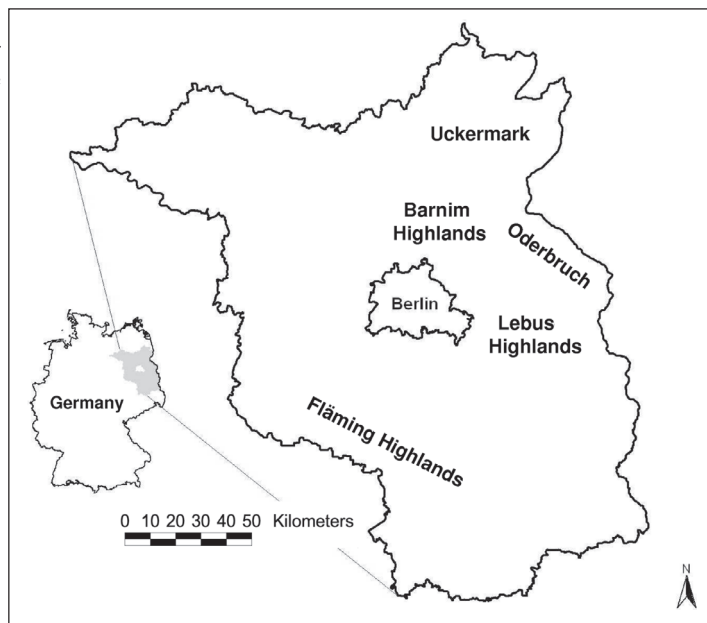 Uckermark
Barnim
Highlands
Oderbruch
Berlin
Lebus
Highlands
Germany
Fläming Highlands
0 10 20 30 40 50 Kilometers
N